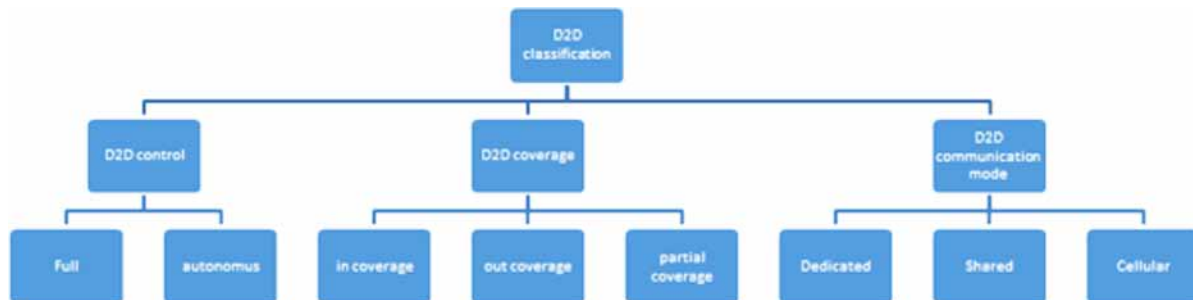 D2D
classification
D2D control
D2D coverage
D2D
communication
mode
Full
autonomus
in coverage
out coverage
partial
coverage
Dedicated
Shared
Cellular